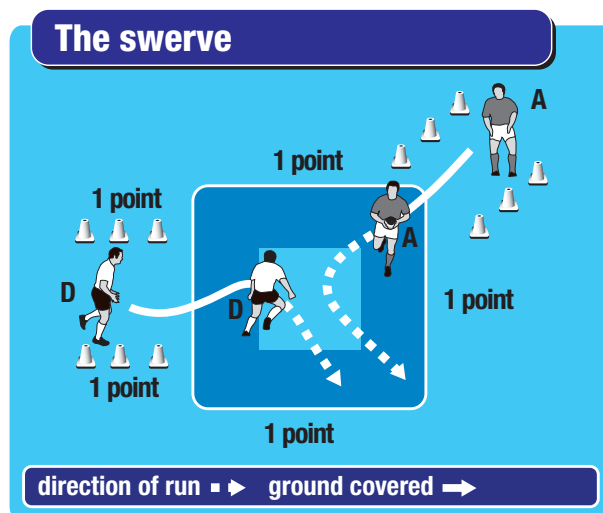 The swerve
A
1 point
1 point
A
D
D
1 point
1 point
1 point
direction of run ground covered